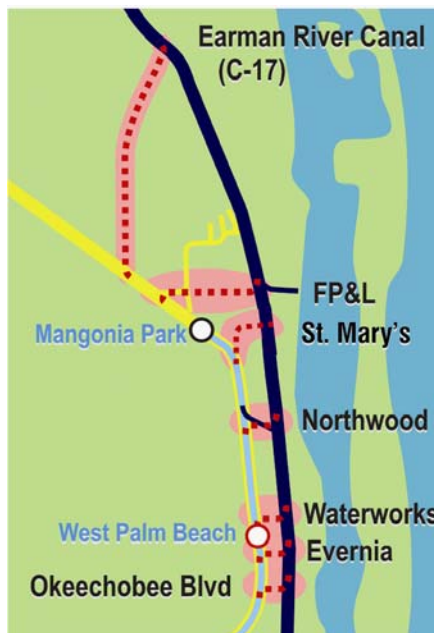 Earman River Canal
(C-17)
FP&L
Mangonia Park
St. Mary's
Northwood
Waterworks
West Palm Beach
Evernia
Okeechobee Blvd